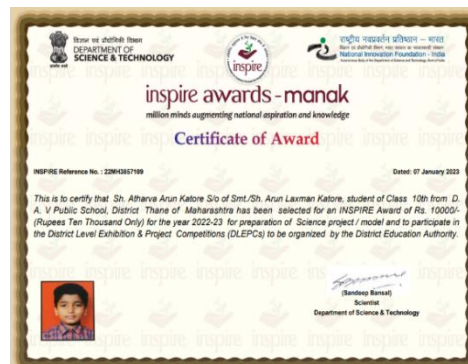 विज्ञान एवं प्रौद्योगिकी विभाग
DEPARTMENT OF
SCIENCE & TECHNOLOGY
inspire
राष्ट्रीय नवप्रवर्तन प्रतिष्ठान – भारत
National Innovation Foundation - India
inspire awards - manak
million minds augmenting national aspiration and knowledge
Certificate of Award
INSPIRE Reference No. : 22MH3857109
Dated: 07 January 2023
This is to certify that Sh. Atharva Arun Katore S/o of Smt./Sh. Arun Laxman Katore, student of Class 10th from D.
A. V Public School, District Thane of Maharashtra has been selected for an INSPIRE Award of Rs. 10000/-
(Rupees Ten Thousand Only) for the year 2022-23 for preparation of Science project / model and to participate in
the District Level Exhibition & Project Competitions (DLEPCs) to be organized by the District Education Authority.
(Sandeep Bansal)
Scientist
Department of Science & Technology